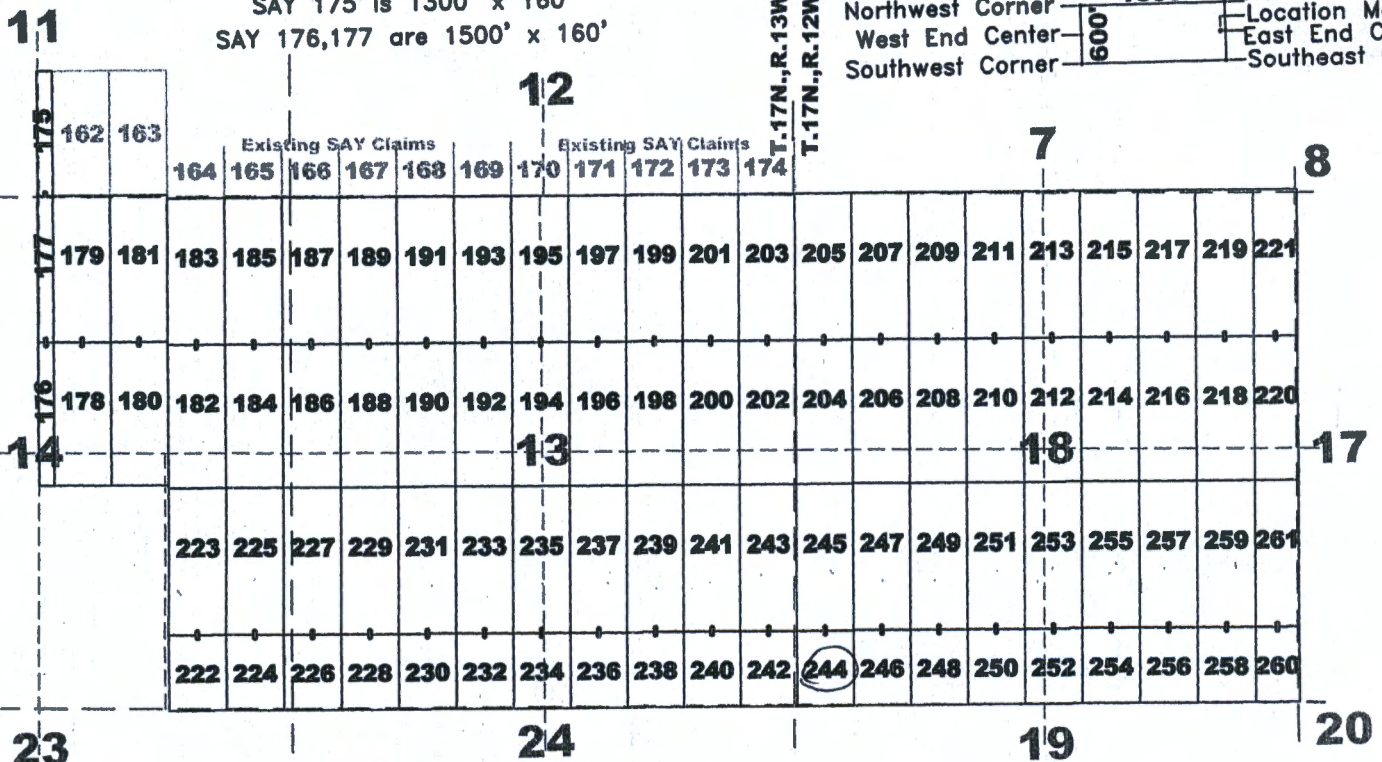 SAY 175 is 1300' x 160'
SAY 176,177 are 1500' x 160'
11
12
T.17N.,R.13W
T.17N.,R.12W
Northwest Corner
West End Center
Southwest Corner
600'
Location
East End
Southeast
7
8
175
162 163
Existing SAY Claims
Existing SAY Claims
164 165 166 167 168 169 170 171 172 173 174
177 179 181 183 185 187 189 191 193 195 197 199 201 203 205 207 209 211 213 215 217 219 221
176 178 180 182 184 186 188 190 192 194 196 198 200 202 204 206 208 210 212 214 216 218 220
14 13 18 17
223 225 227 229 231 233 235 237 239 241 243 245 247 249 251 253 255 257 259 261
222 224 226 228 230 232 234 236 238 240 242 244 246 248 250 252 254 256 258 260
23 24 19 20